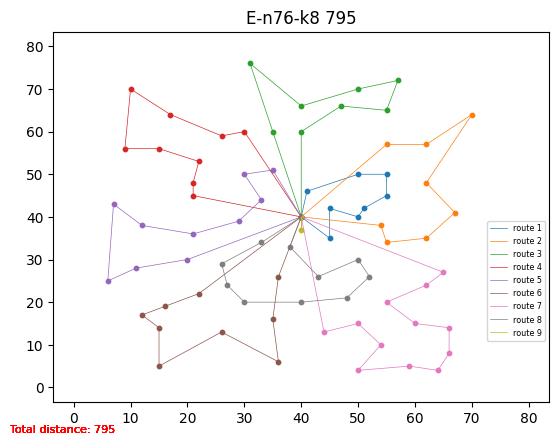 E-n76-k8 795
80
70
60
50
40
30
20
10
0
route 1
route 2
route 3
route 4
route 5
route 6
route 7
route 8
route 9
0 10 20 30 40 50 60 70 80
Total distance: 795